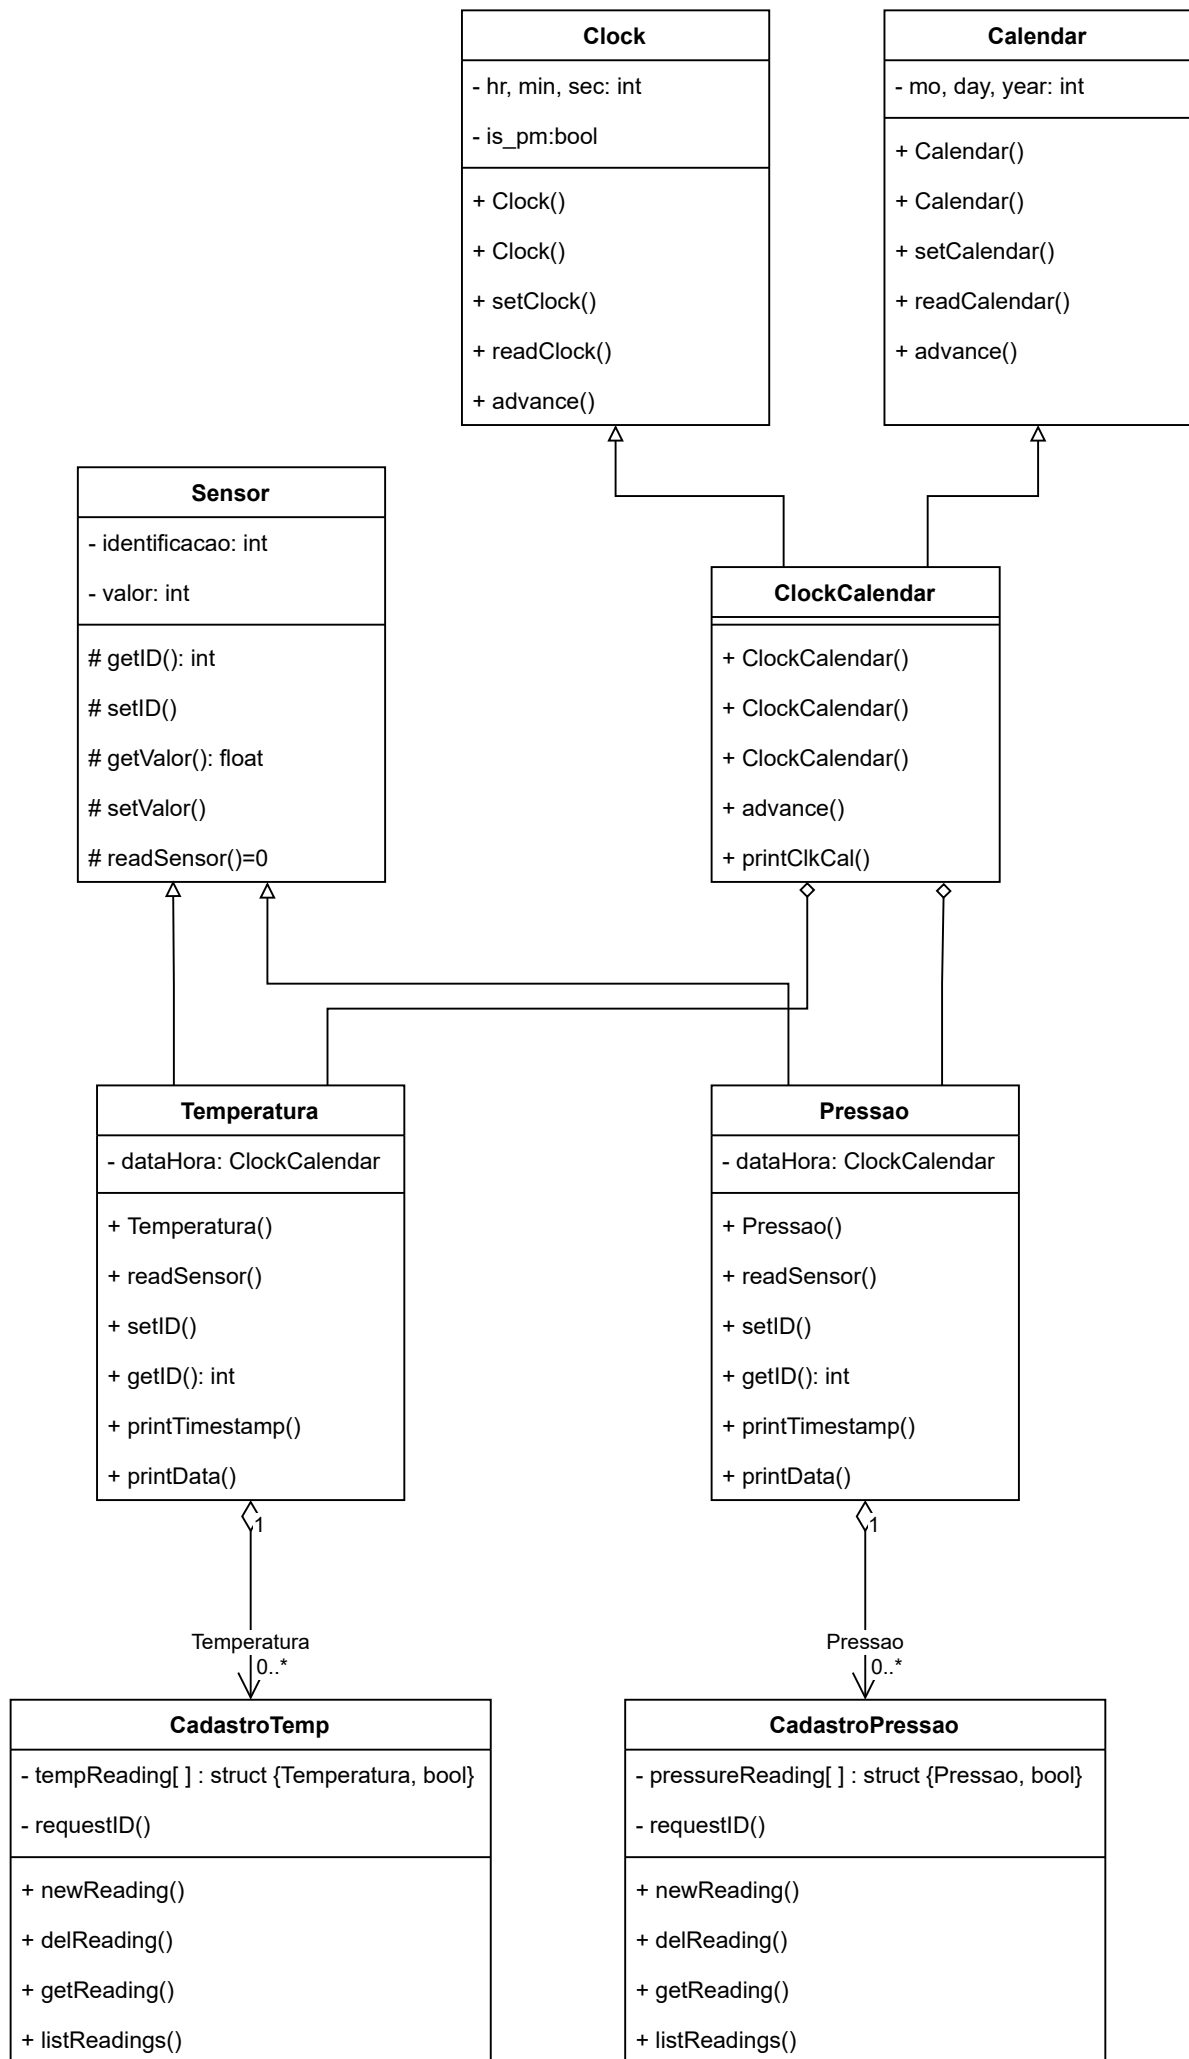 Clock
- hr, min, sec: int
- is_pm:bool
+ Clock()
+ Clock()
+ setClock()
+ readClock()
+ advance()
Calendar
- mo, day, year: int
+ Calendar()
+ Calendar()
+ setCalendar()
+ readCalendar()
+ advance()
Sensor
- identificacao: int
- valor: int
# getID(): int
# setID()
# getValor(): float
# setValor()
# readSensor()=0
ClockCalendar
+ ClockCalendar()
+ ClockCalendar()
+ ClockCalendar()
+ advance()
+ printClkCal()
Temperatura
- dataHora: ClockCalendar
+ Temperatura()
+ readSensor()
+ setID()
+ getID(): int
+ printTimestamp()
+ printData()
Pressao
- dataHora: ClockCalendar
+ Pressao()
+ readSensor()
+ setID()
+ getID(): int
+ printTimestamp()
+ printData()
1
Temperatura
0..*
1
Pressao
0..*
CadastroTemp
- tempReading[ ] : struct {Temperatura, bool}
- requestID()
+ newReading()
+ delReading()
+ getReading()
+ listReadings()
CadastroPressao
- pressureReading[ ] : struct {Pressao, bool}
- requestID()
+ newReading()
+ delReading()
+ getReading()
+ listReadings()